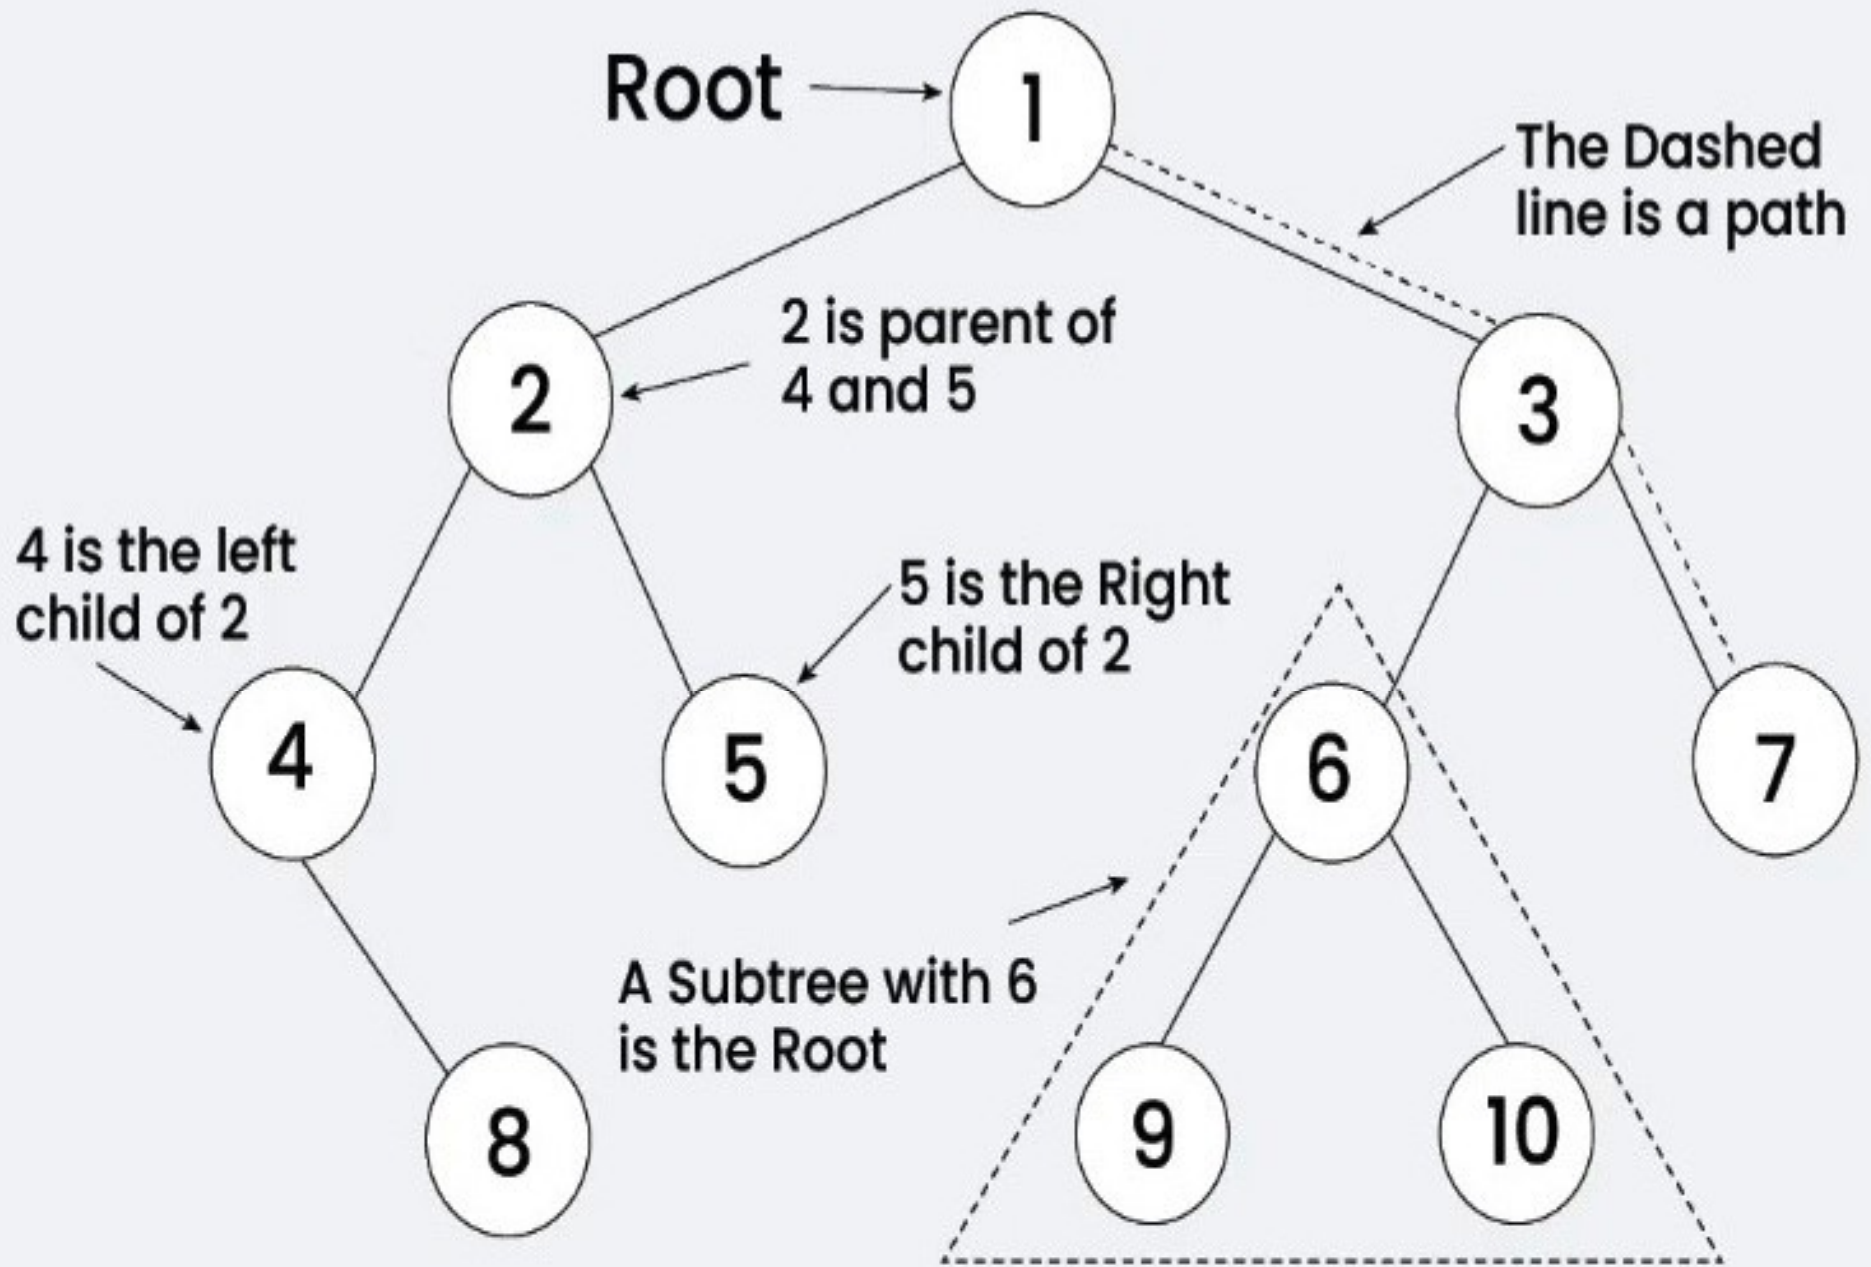 Root
1
The Dashed
line is a path
2 is parent of
4 and 5
2
3
4 is the left
child of 2
5 is the Right
child of 2
4
5
6
7
A Subtree with 6
is the Root
8
9
10